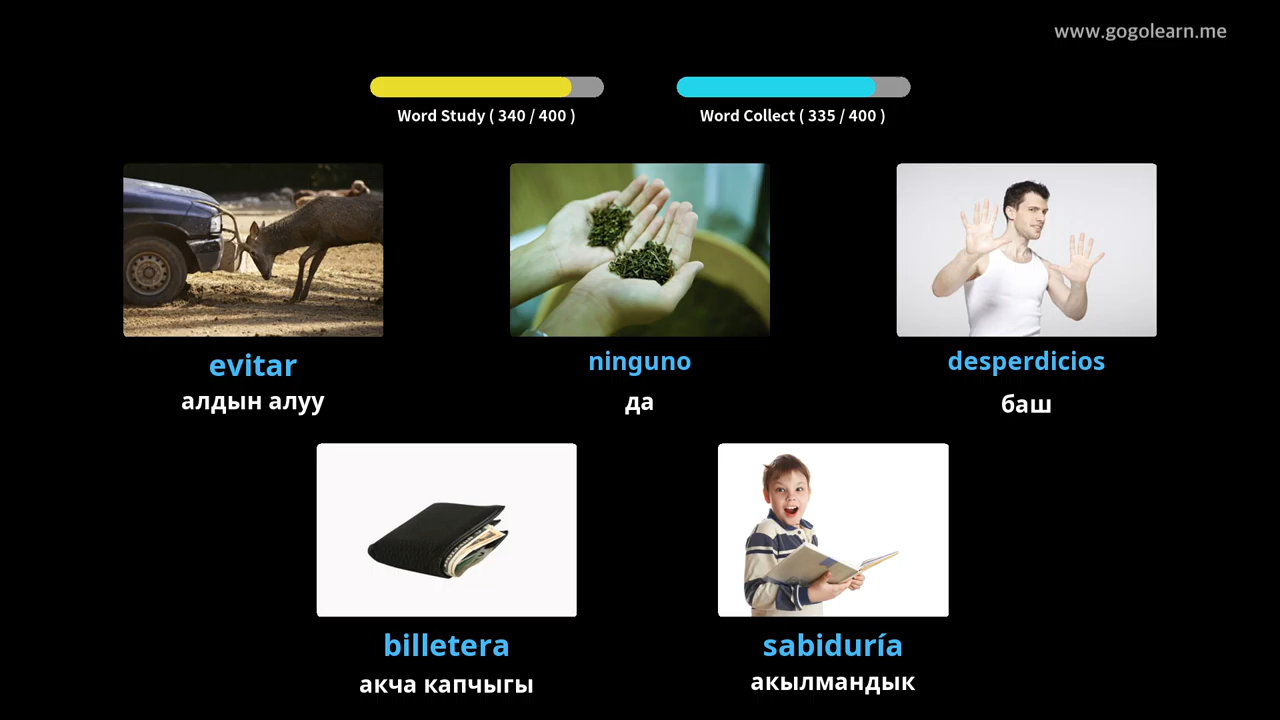 www.gogolearn.me
Word Study ( 340 / 400 )
Word Collect ( 335 / 400 )
evitar
алдын алуу
ninguno
да
desperdicios
баш
billetera
акча капчыгы
sabiduría
акылмандык